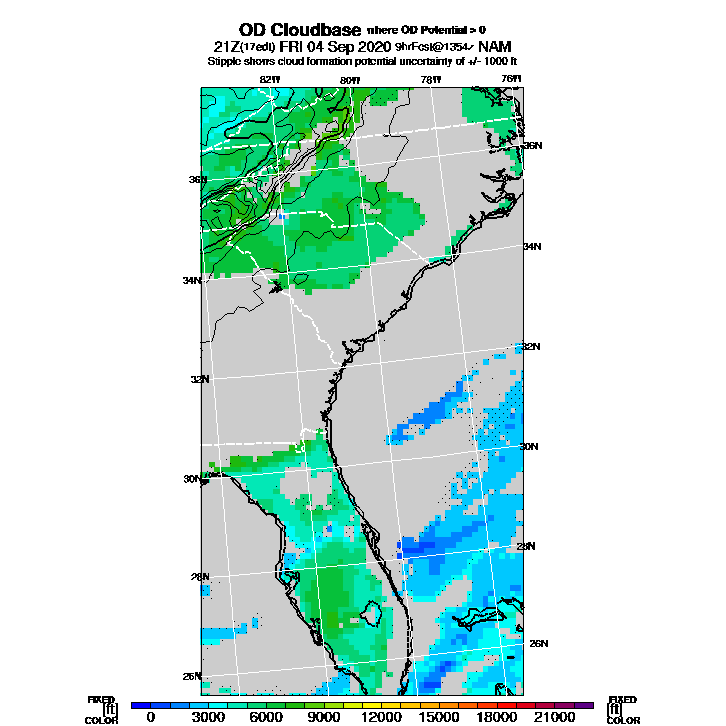 OD Cloudbase where OD Potential > 0
21Z(17edt) FRI 04 Sep 2020 9hrFcst@1354z NAM
Stipple shows cloud formation potential uncertainty of +/- 1000 ft
82W 80W 78W 76W
36N
36N
34N
34N
32N
32N
30N
30N
28N
28N
26N
26N
FIXED FIXED
[ft] [ft]
COLOR 0 3000 6000 9000 12000 15000 18000 21000 COLOR